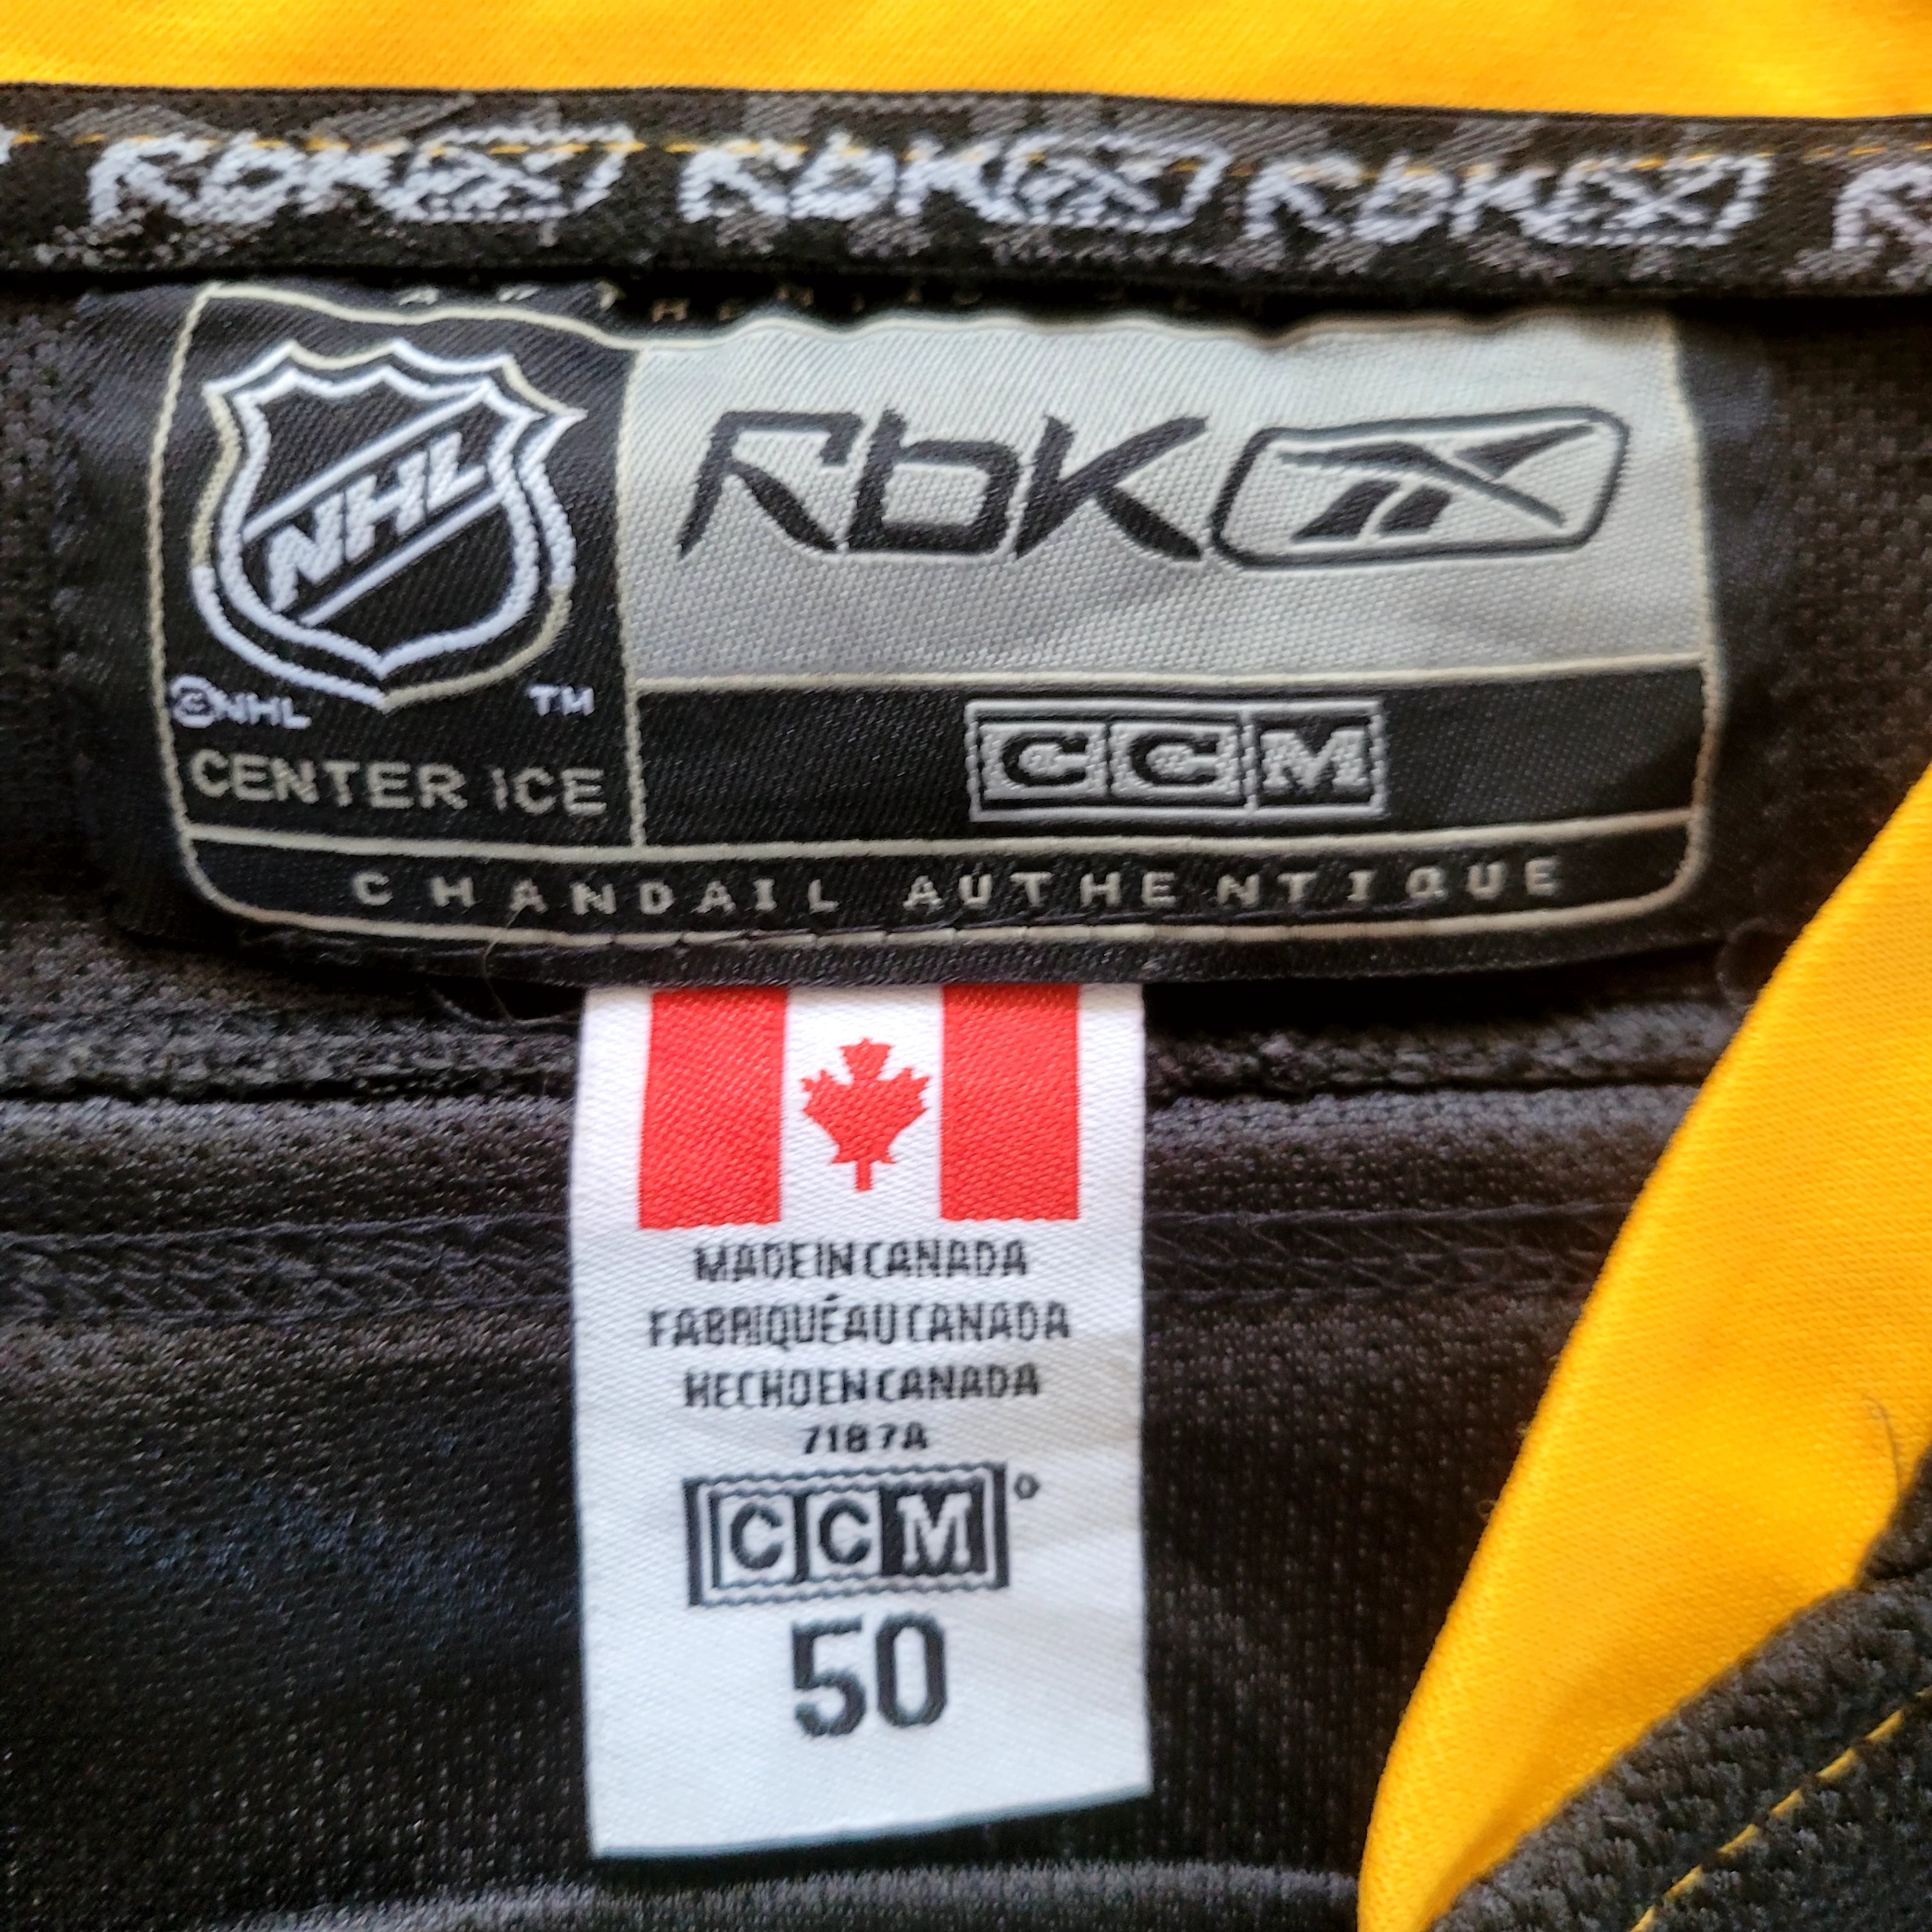 RbK RbK RbK
NHL
RbK
©NHL TM
CCM
CENTER ICE
CHANDAIL AUTHENTIQUE
MADE IN CANADA
FABRIQUÉ AU CANADA
HECHO EN CANADA
7187A
CCM
50